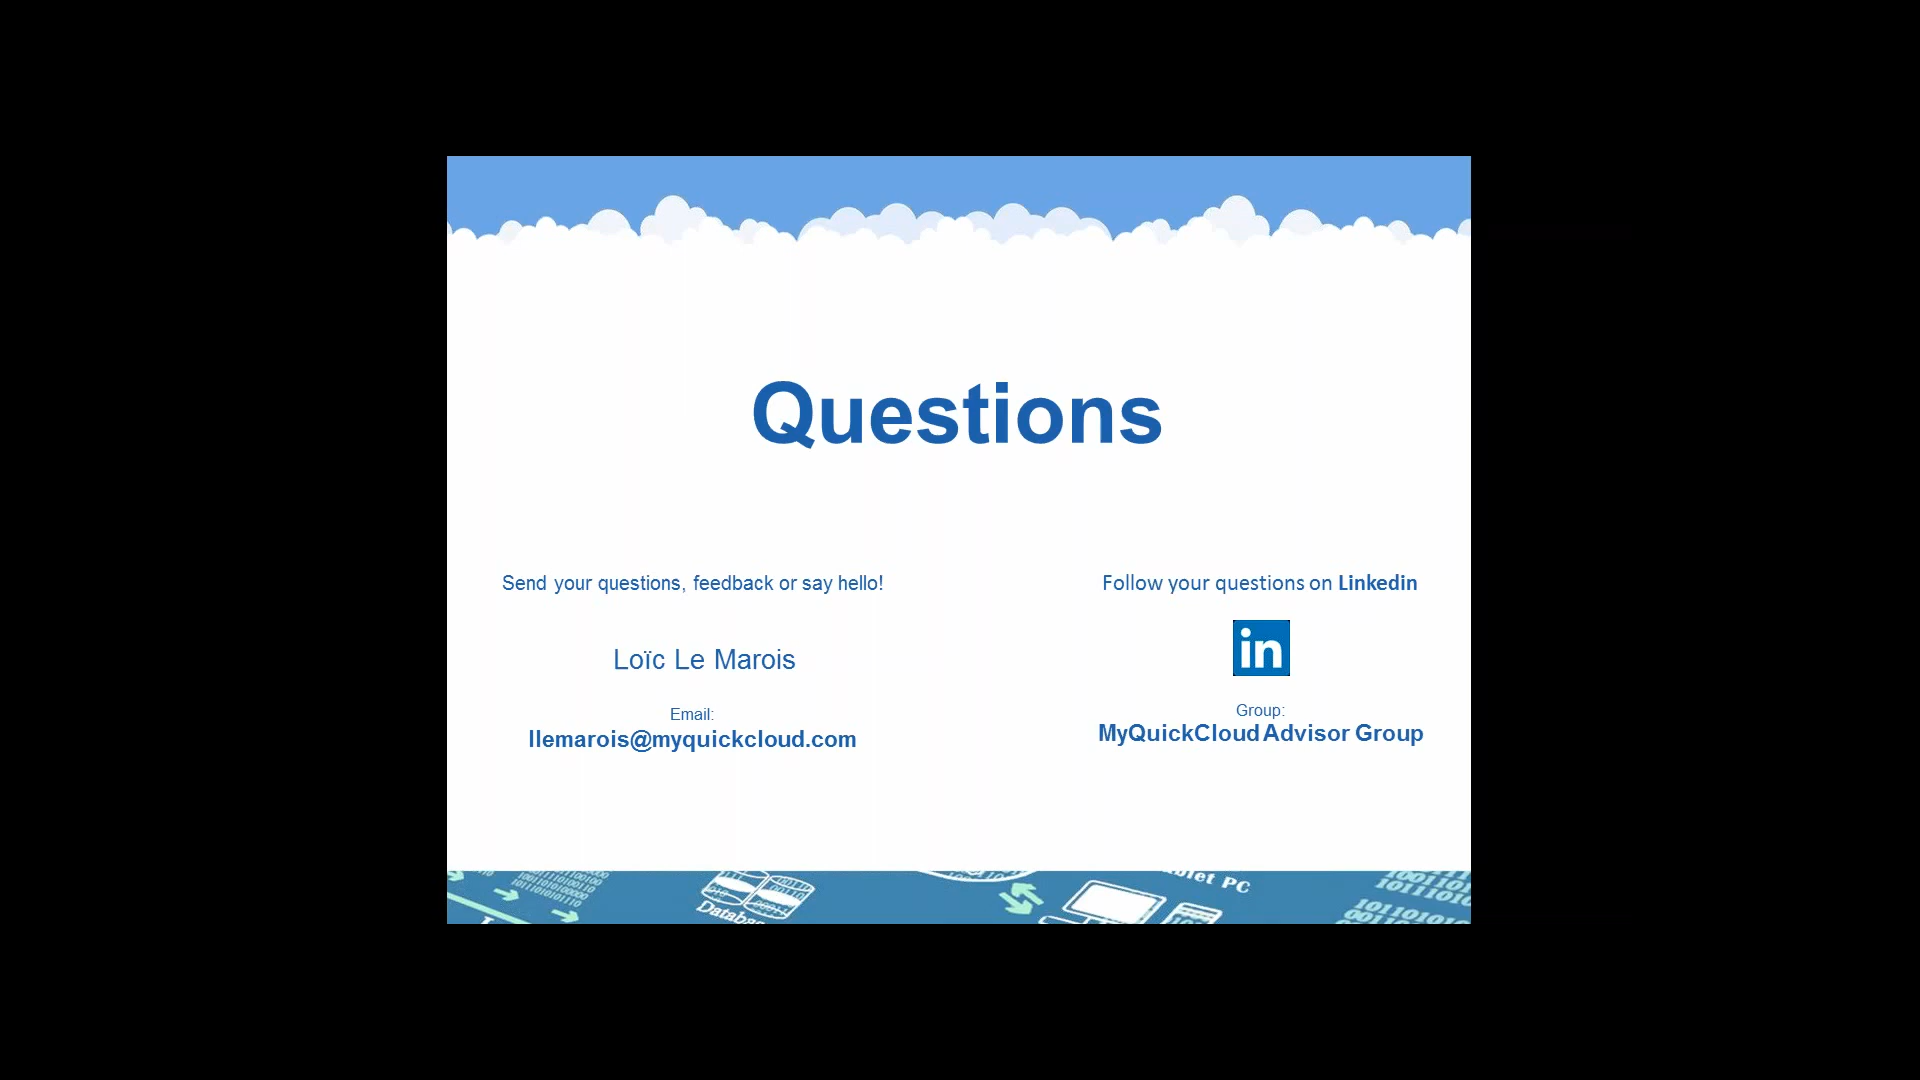 Questions
Send your questions, feedback or say hello!
Loïc Le Marois
Email:
llemarois@myquickcloud.com
Follow your questions on Linkedin
in
Group:
MyQuickCloud Advisor Group
PC